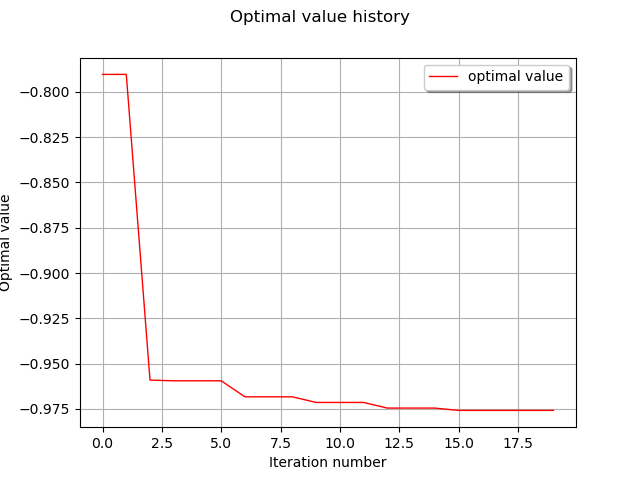 Optimal value history
optimal value
Optimal value
−0.800
−0.825
−0.850
−0.875
−0.900
−0.925
−0.950
−0.975
0.0 2.5 5.0 7.5 10.0 12.5 15.0 17.5
Iteration number